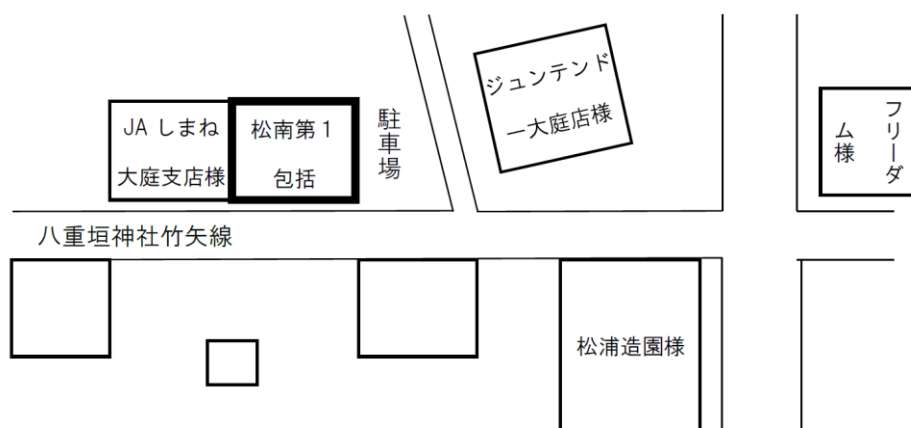 JA しまね
大庭支店様
松南第1
包括
駐車場
ジュンテンド
ー大庭店様
フリーダ
ム様
八重垣神社竹矢線
松浦造園様